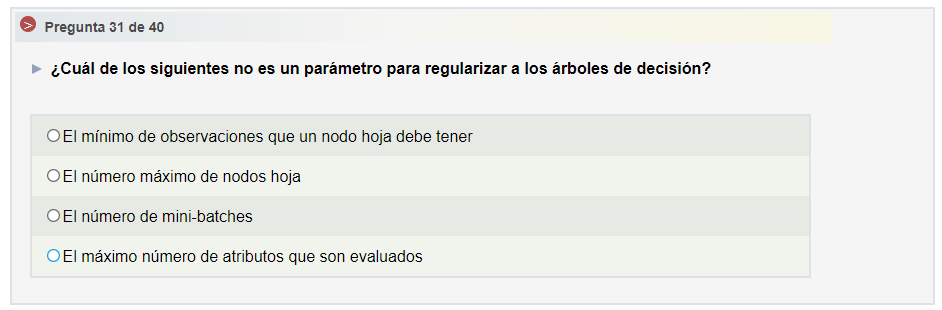 Pregunta 31 de 40
¿Cuál de los siguientes no es un parámetro para regularizar a los árboles de decisión?
El mínimo de observaciones que un nodo hoja debe tener
El número máximo de nodos hoja
El número de mini-batches
El máximo número de atributos que son evaluados